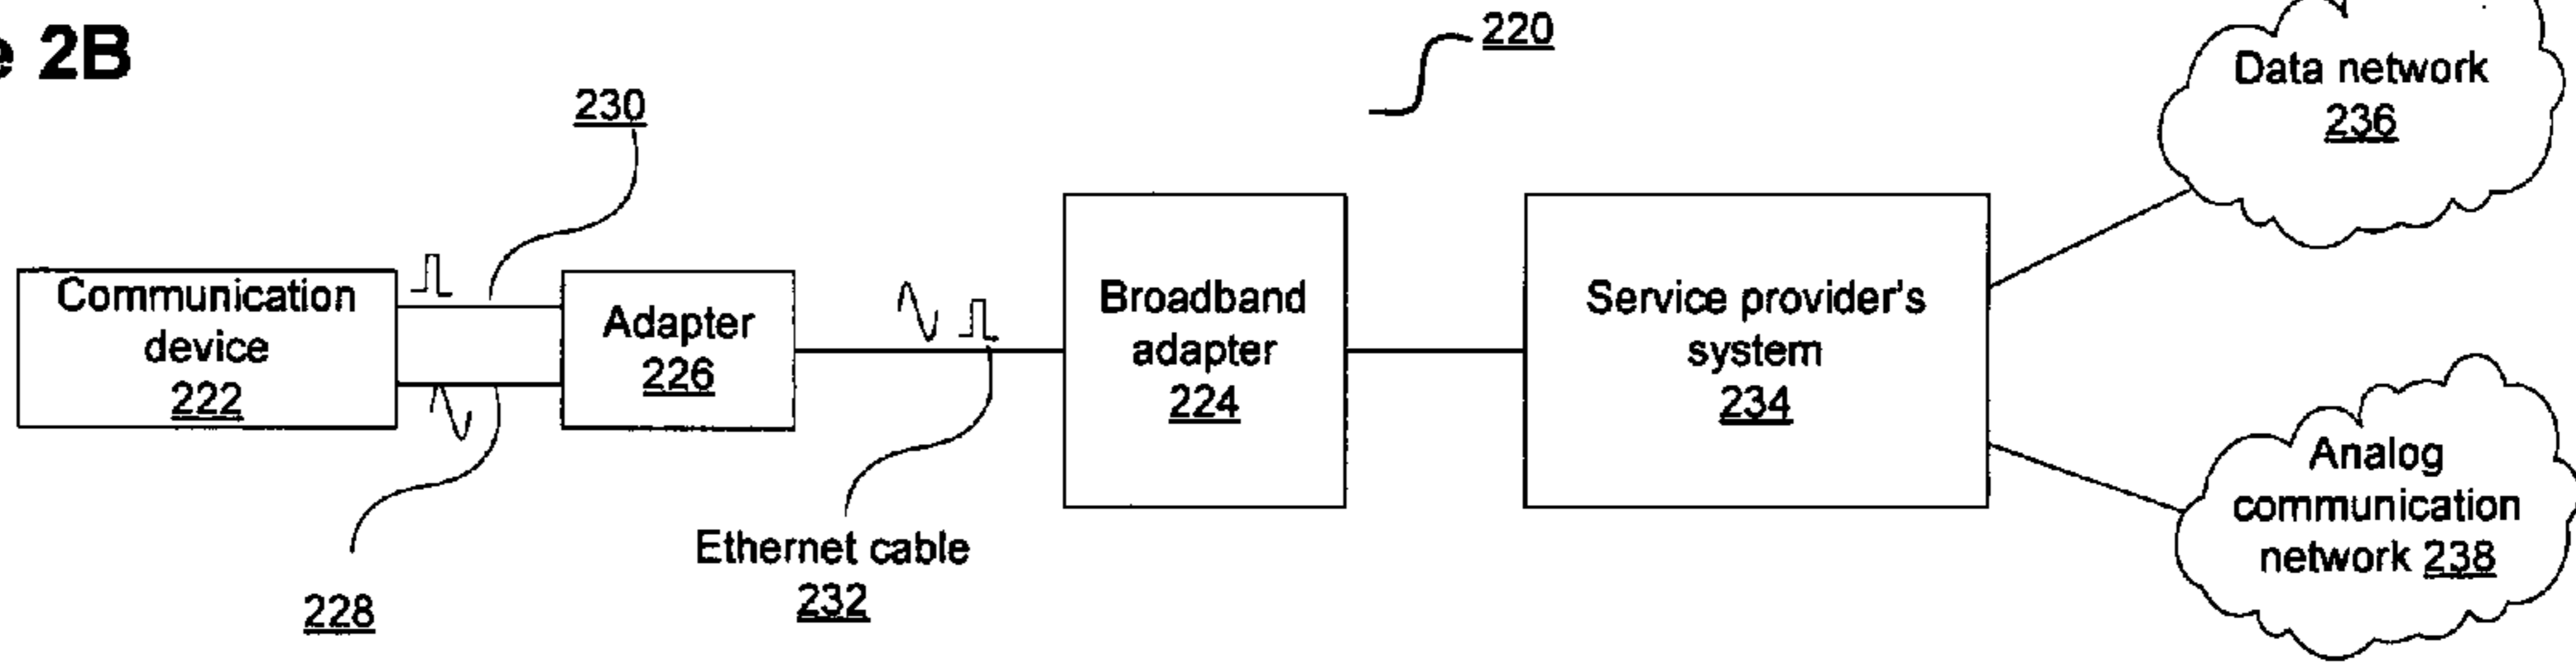 e 2B
220
230
Data network
236
Communication
device
222
Adapter
226
Broadband
adapter
224
Service provider's
system
234
Analog
communication
network 238
Ethernet cable
232
228